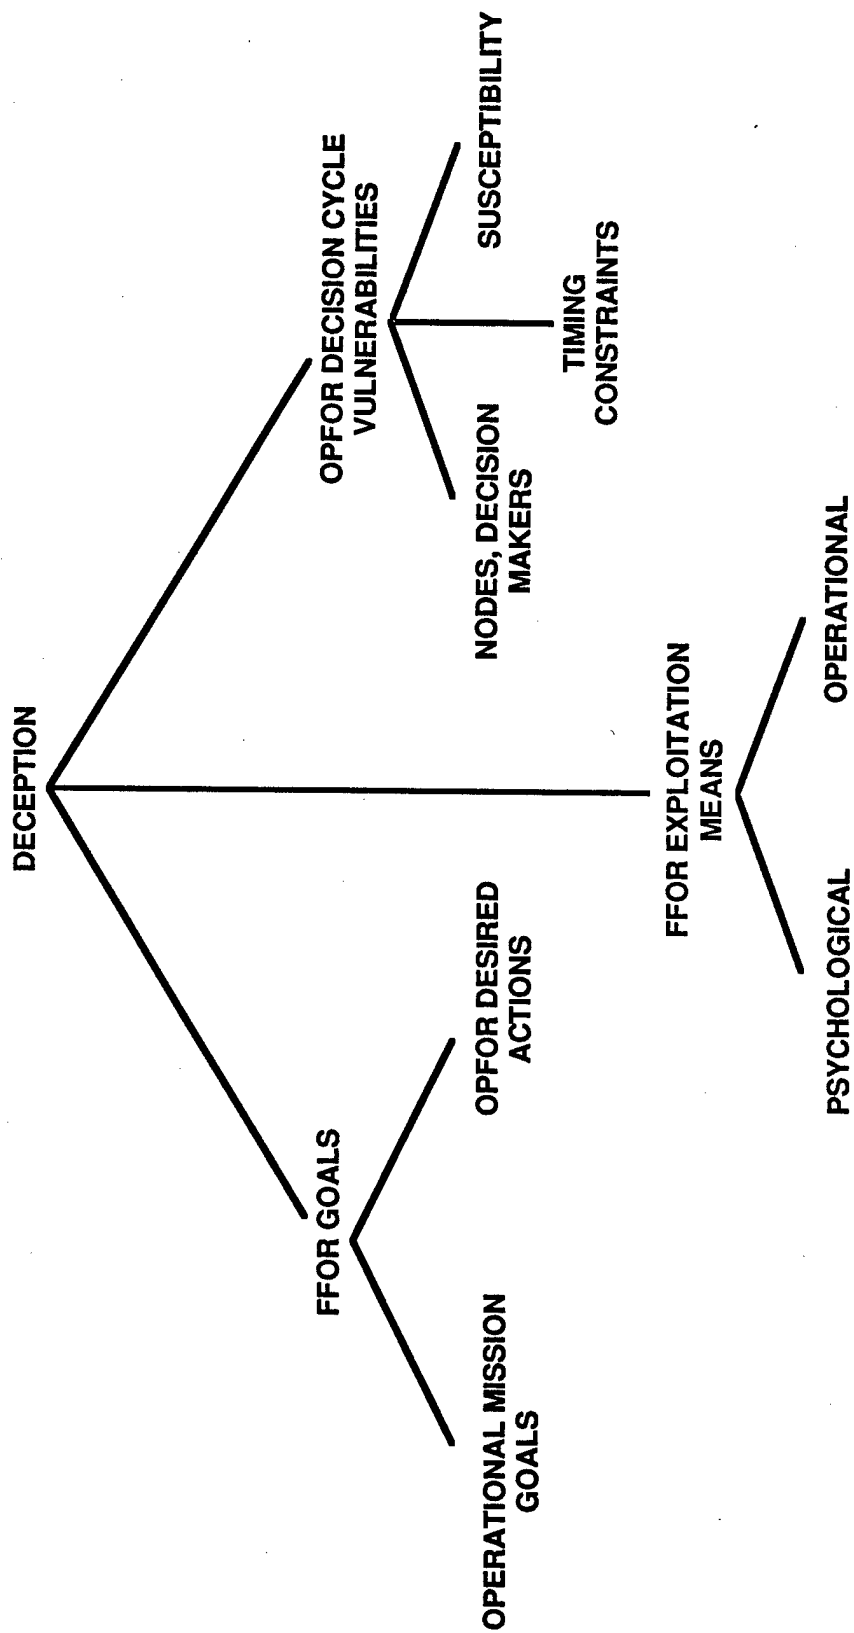 DECEPTION
FFOR GOALS
OPERATIONAL MISSION
GOALS
OPFOR DESIRED
ACTIONS
FFOR EXPLOITATION
MEANS
PSYCHOLOGICAL
OPERATIONAL
OPFOR DECISION CYCLE
VULNERABILITIES
NODES, DECISION
MAKERS
TIMING
CONSTRAINTS
SUSCEPTIBILITY